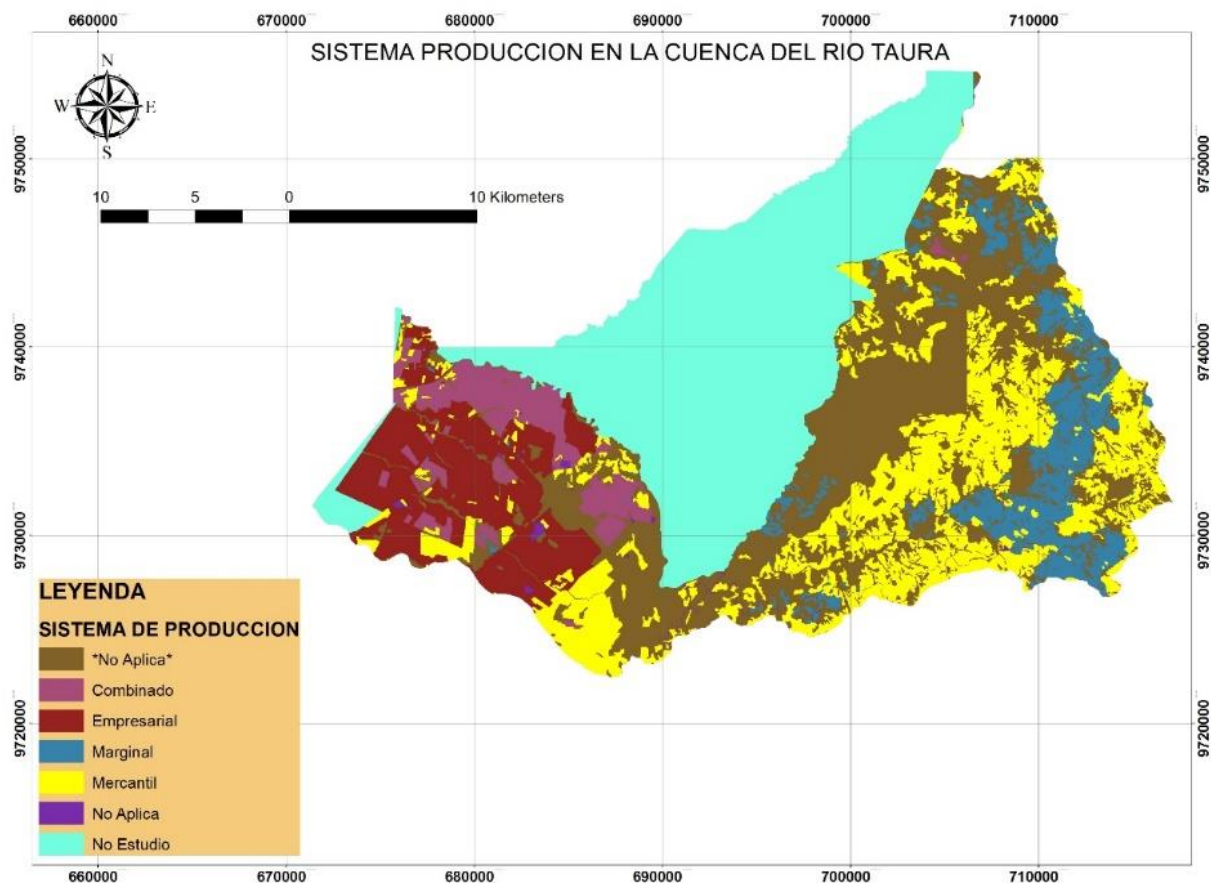 660000 670000 680000 690000 700000 710000
SISTEMA PRODUCCION EN LA CUENCA DEL RIO TAURA
N
W E
S
10 5 0 10 Kilometers
9750000 9750000
9740000 9740000
9730000 9730000
9720000 9720000
LEYENDA
SISTEMA DE PRODUCCION
*No Aplica*
Combinado
Empresarial
Marginal
Mercantil
No Aplica
No Estudio
660000 670000 680000 690000 700000 710000